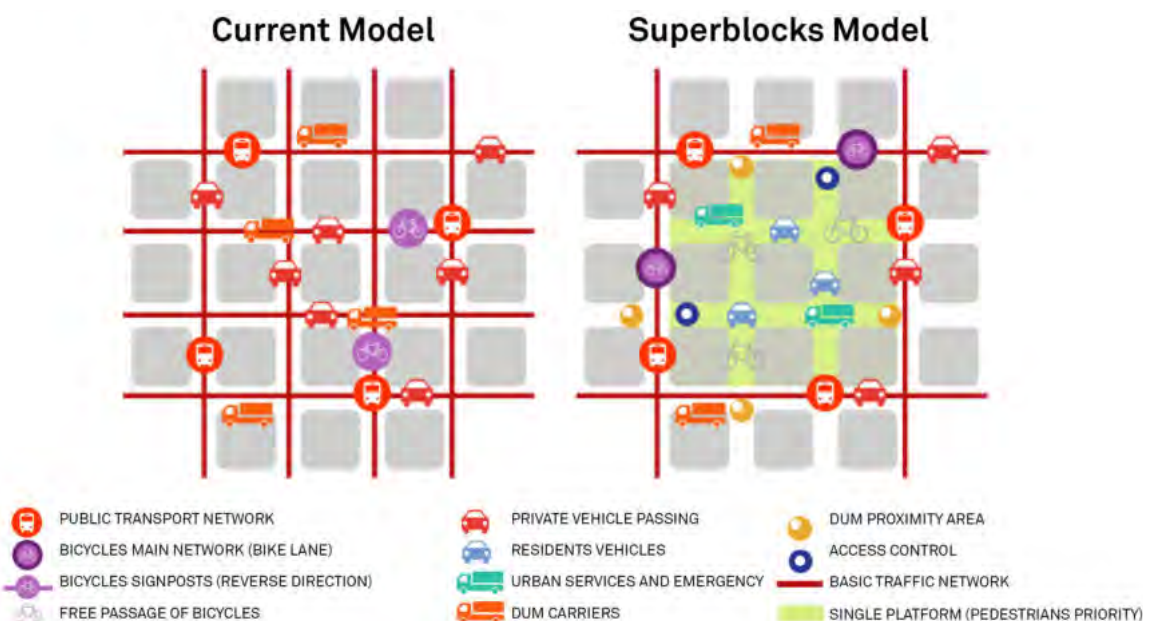 Current Model
Superblocks Model
PUBLIC TRANSPORT NETWORK
BICYCLES MAIN NETWORK (BIKE LANE)
BICYCLES SIGNPOSTS (REVERSE DIRECTION)
FREE PASSAGE OF BICYCLES
PRIVATE VEHICLE PASSING
RESIDENTS VEHICLES
URBAN SERVICES AND EMERGENCY
DUM CARRIERS
DUM PROXIMITY AREA
ACCESS CONTROL
BASIC TRAFFIC NETWORK
SINGLE PLATFORM (PEDESTRIANS PRIORITY)